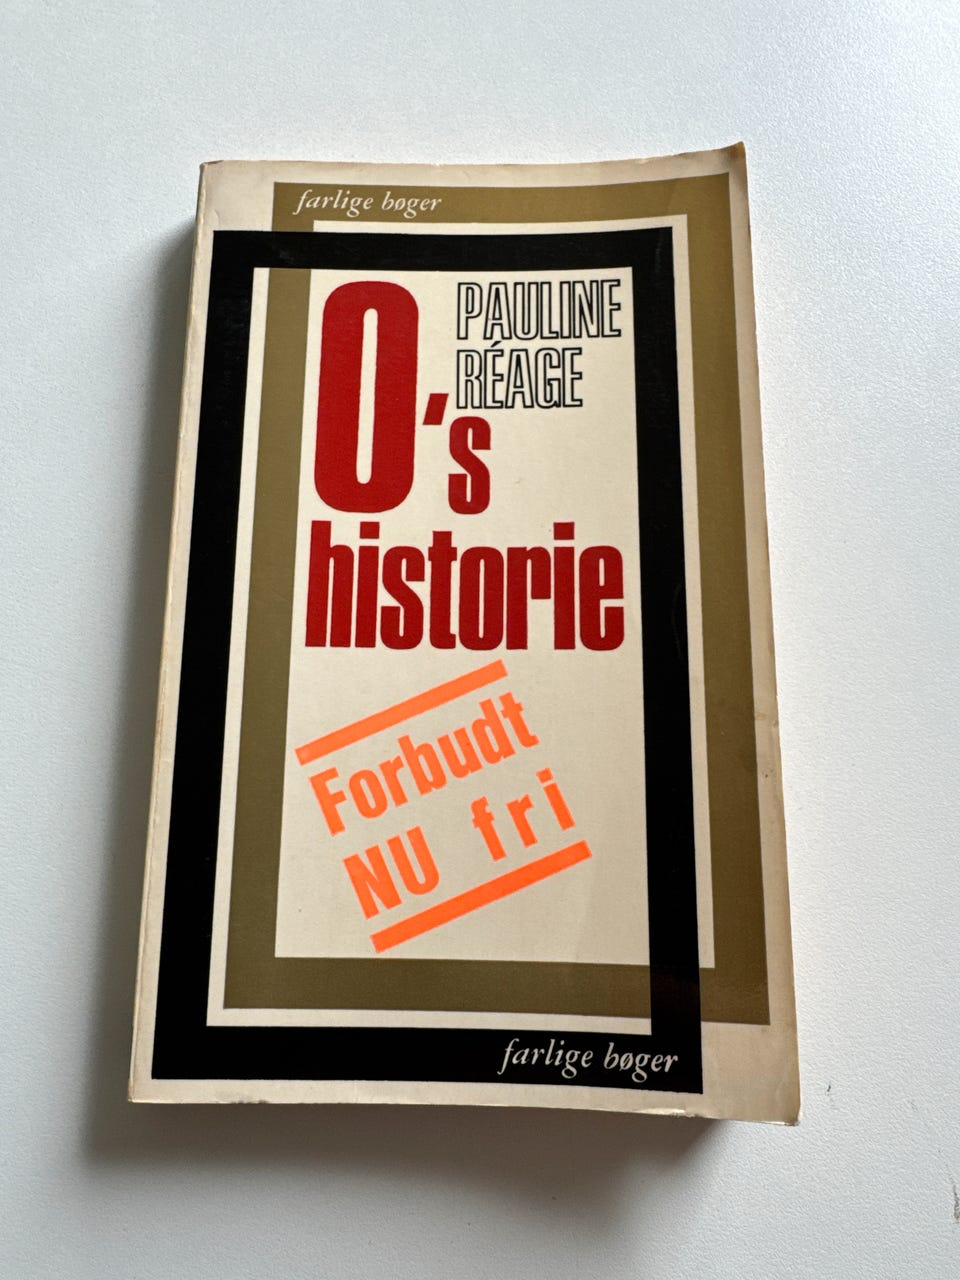 farlige bøger
PAULINE
RÉAGE
O's
historie
Forbudt
NU fri
farlige bøger